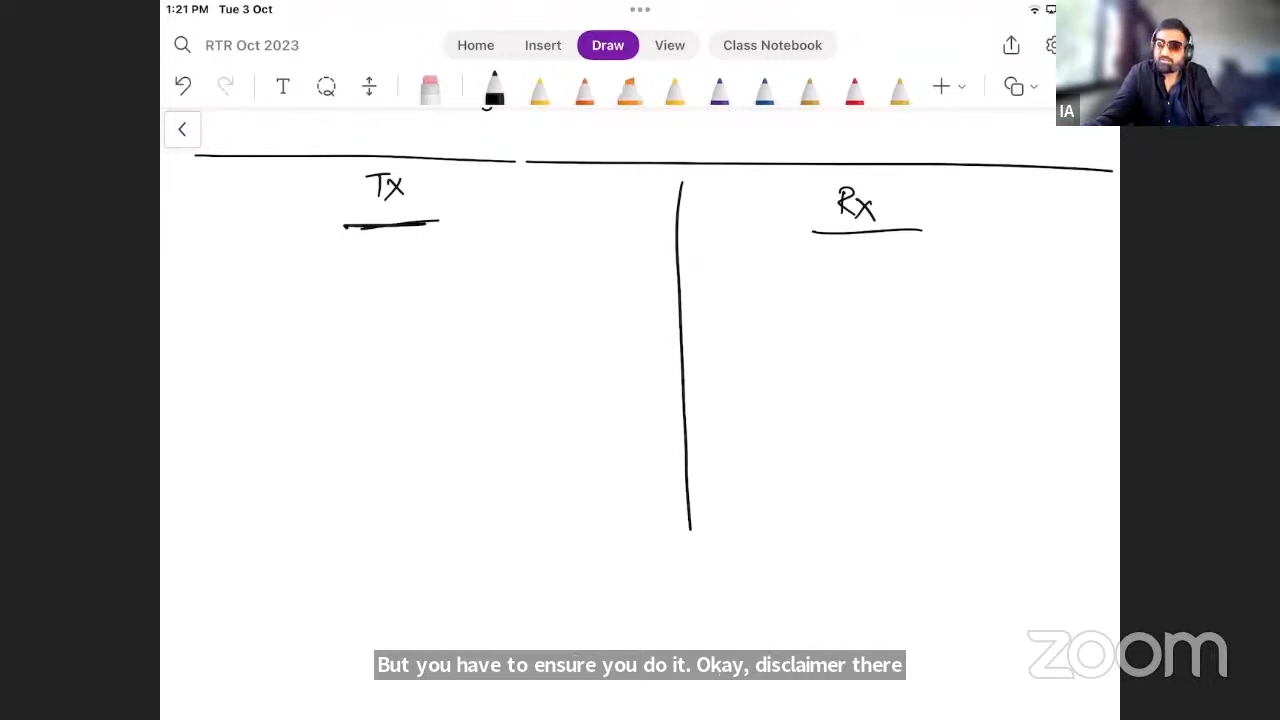 1:21 PM Tue 3 Oct
RTR Oct 2023
Home Insert Draw View Class Notebook
T
IA
Tx
Rx
zoom
But you have to ensure you do it. Okay, disclaimer there